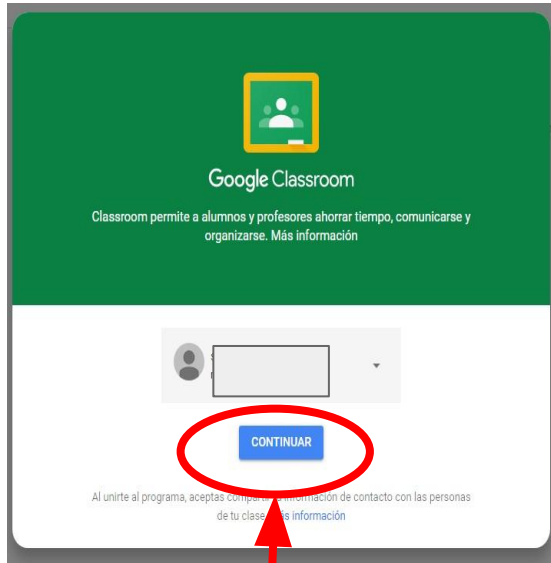 Google Classroom
Classroom permite a alumnos y profesores ahorrar tiempo, comunicarse y
organizarse. Más información
CONTINUAR
Al unirte al programa, aceptas información de contacto con las personas
de tu clase. Más información